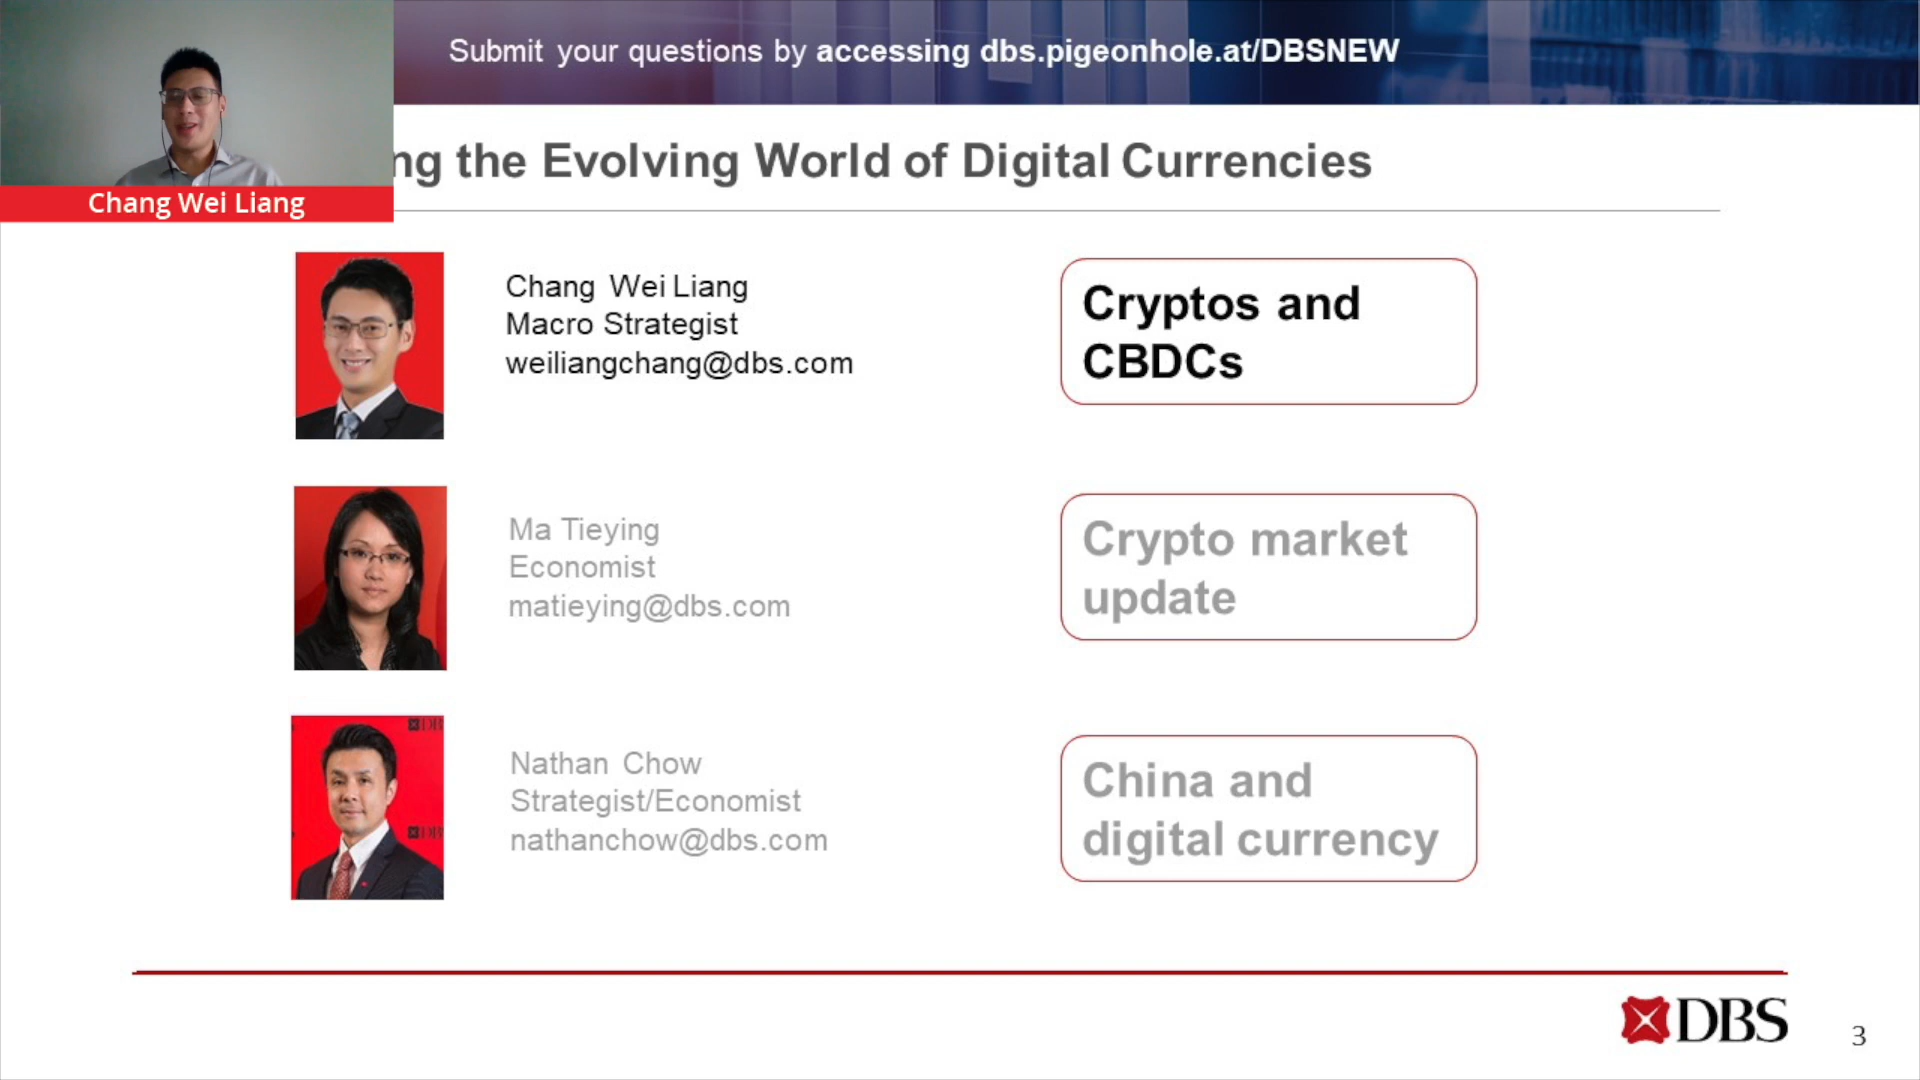 Submit your questions by accessing dbs.pigeonhole.at/DBSNEW
ng the Evolving World of Digital Currencies
Chang Wei Liang
Chang Wei Liang
Macro Strategist
weiliangchang@dbs.com
Cryptos and
CBDCs
Ma Tieying
Economist
matieying@dbs.com
Crypto market
update
DBS
Nathan Chow
Strategist/Economist
nathanchow@dbs.com
China and
digital currency
DBS
3